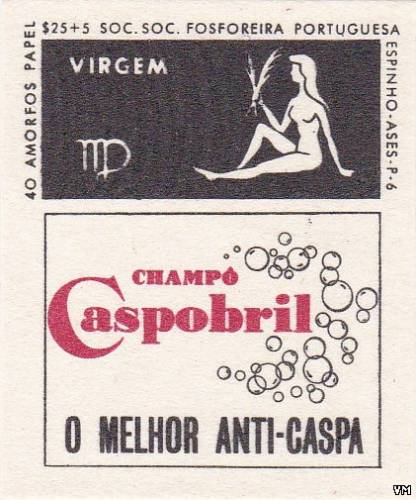 $25+5 SOC. SOC. FOSFOREIRA PORTUGUESA
ESPINHO-ASES-P-6
40 AMORFOS PAPEL
VIRGEM
CHAMPÔ
Caspobril
O MELHOR ANTI-CASPA
VM